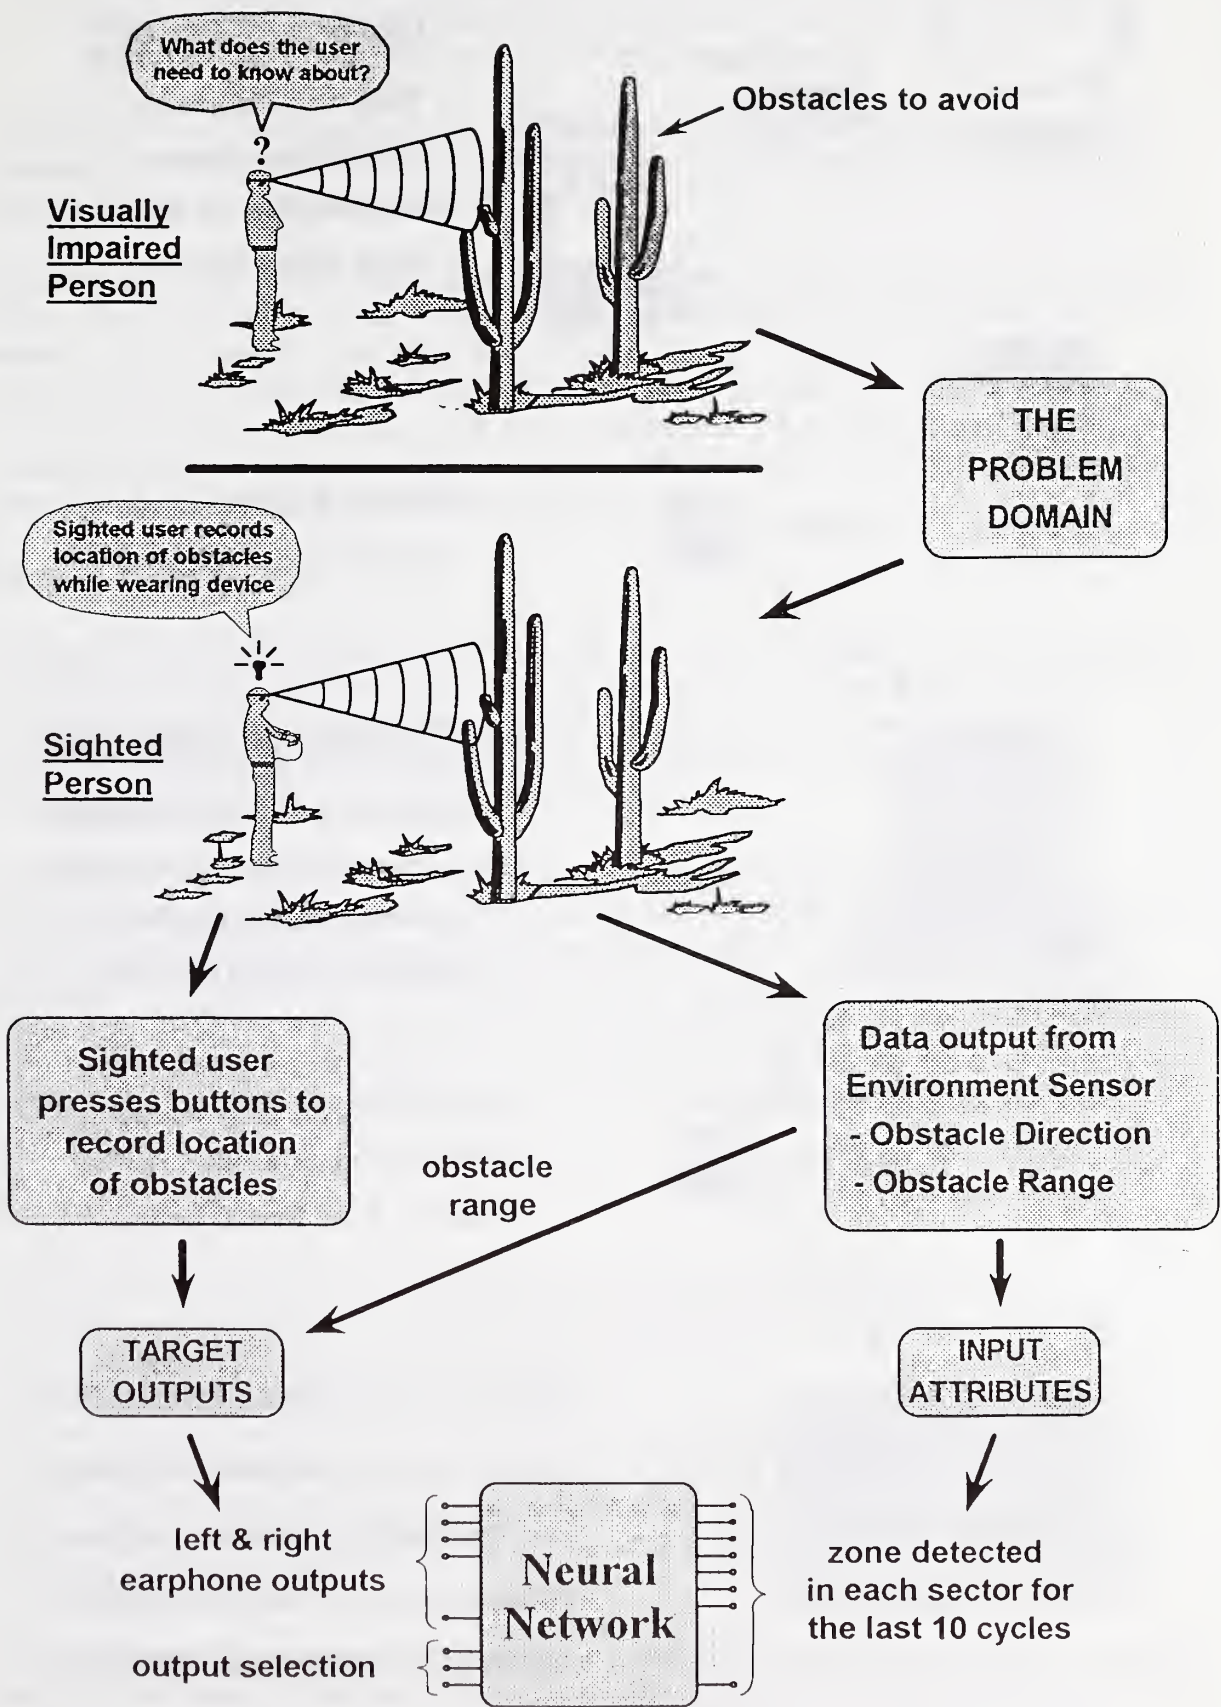 What does the user
need to know about?
?
Obstacles to avoid
Visually
Impaired
Person
THE
PROBLEM
DOMAIN
Sighted user records
location of obstacles
while wearing device
Sighted
Person
Sighted user
presses buttons to
record location
of obstacles
Data output from
Environment Sensor
- Obstacle Direction
- Obstacle Range
obstacle
range
TARGET
OUTPUTS
INPUT
ATTRIBUTES
left & right
earphone outputs
output selection
Neural
Network
zone detected
in each sector for
the last 10 cycles